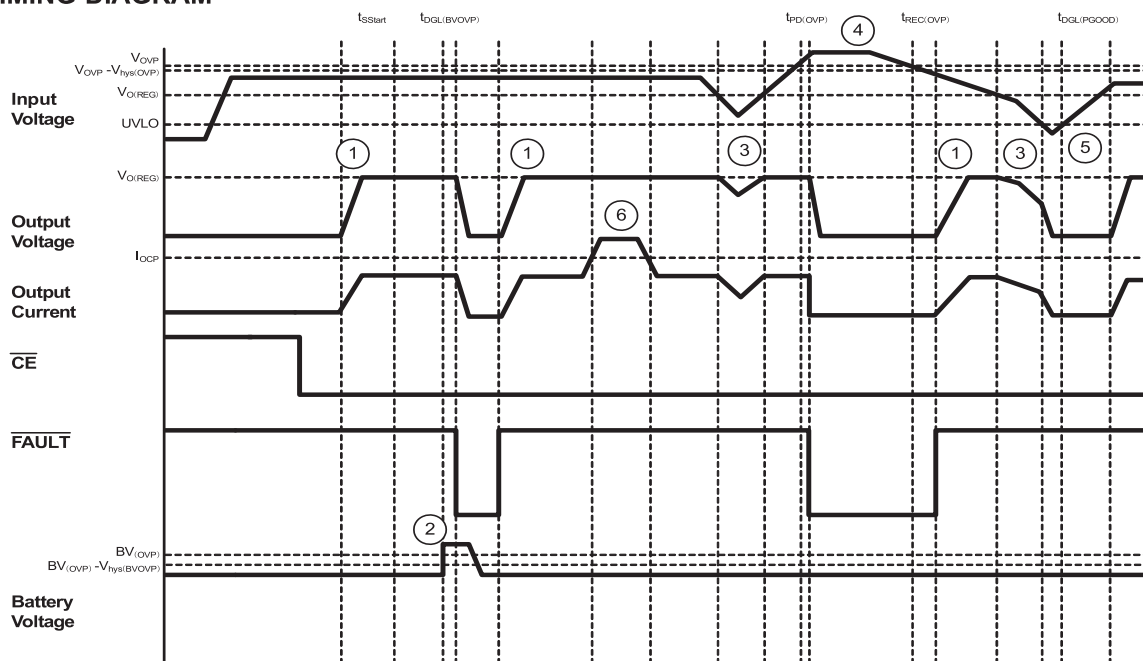 MING DIAGRAM
tSStart tDGL(BVOVP) tPD(OVP) tREC(OVP) tDGL(PGOOD)
4
VOVP
VOVP -Vhys(OVP)
Input
Voltage
VO(REG)
UVLO
1 1 3 1 3 5
VO(REG)
6
Output
Voltage
IOCP
Output
Current
CE
FAULT
2
BV(OVP)
BV(OVP) -Vhys(BVOVP)
Battery
Voltage